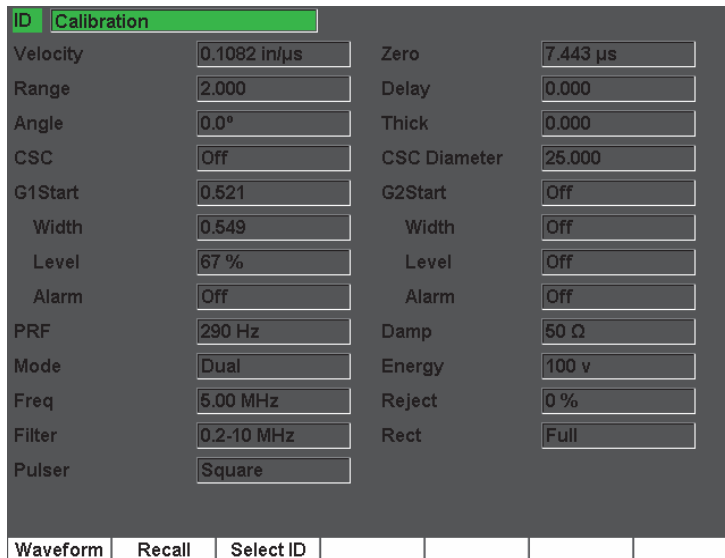 ID Calibration
Velocity 0.1082 in/µs Zero 7.443 µs
Range 2.000 Delay 0.000
Angle 0.0° Thick 0.000
CSC Off CSC Diameter 25.000
G1Start 0.521 G2Start Off
Width 0.549 Width Off
Level 67 % Level Off
Alarm Off Alarm Off
PRF 290 Hz Damp 50 Ω
Mode Dual Energy 100 v
Freq 5.00 MHz Reject 0 %
Filter 0.2-10 MHz Rect Full
Pulser Square
Waveform Recall Select ID